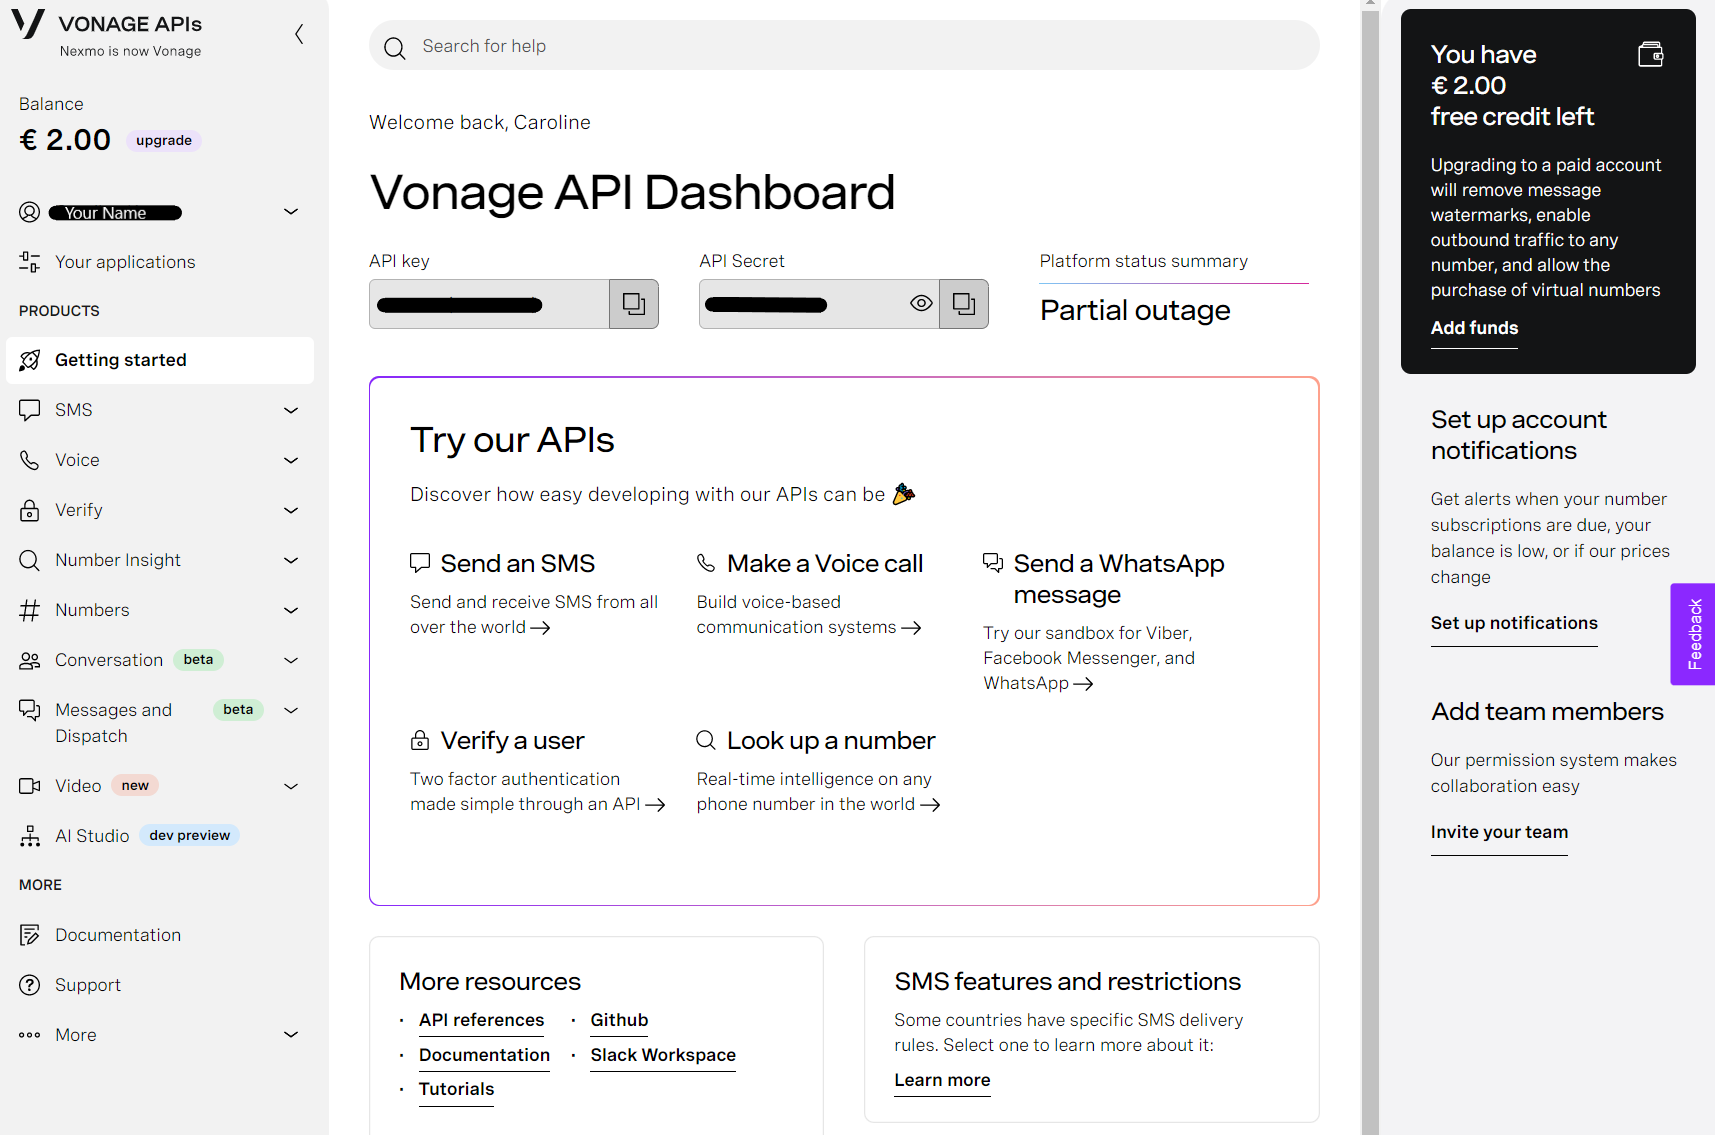 VONAGE APIs
Nexmo is now Vonage
Balance
€ 2.00 upgrade
Your Name
Your applications
PRODUCTS
Getting started
SMS
Voice
Verify
Number Insight
Numbers
Conversation beta
Messages and beta
Dispatch
Video new
AI Studio dev preview
MORE
Documentation
Support
More
Search for help
Welcome back, Caroline
Vonage API Dashboard
API key
API Secret
Platform status summary
Partial outage
Try our APIs
Discover how easy developing with our APIs can be
Send an SMS
Send and receive SMS from all
over the world
Make a Voice call
Build voice-based
communication systems
Send a WhatsApp
message
Try our sandbox for Viber,
Facebook Messenger, and
WhatsApp
Verify a user
Two factor authentication
made simple through an API
Look up a number
Real-time intelligence on any
phone number in the world
More resources
· API references
· Github
· Documentation
· Slack Workspace
· Tutorials
SMS features and restrictions
Some countries have specific SMS delivery
rules. Select one to learn more about it:
Learn more
You have
€ 2.00
free credit left
Upgrading to a paid account
will remove message
watermarks, enable
outbound traffic to any
number, and allow the
purchase of virtual numbers
Add funds
Set up account
notifications
Get alerts when your number
subscriptions are due, your
balance is low, or if our prices
change
Set up notifications
Feedback
Add team members
Our permission system makes
collaboration easy
Invite your team